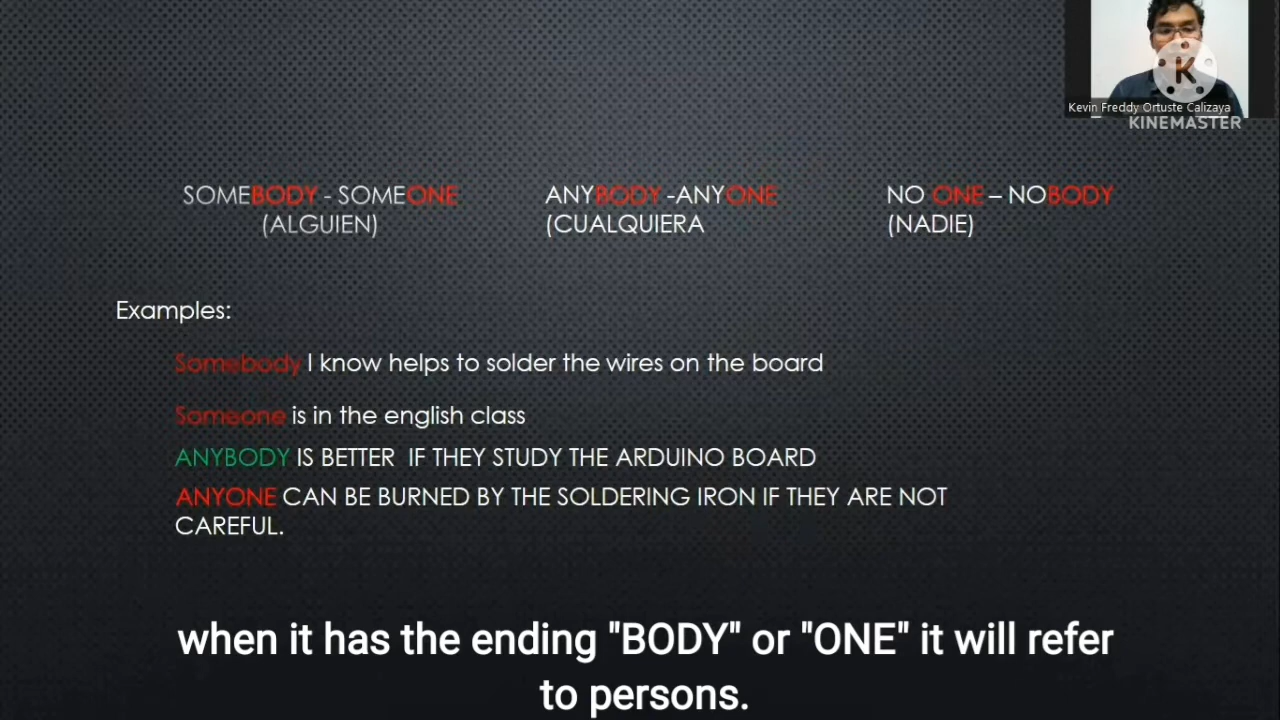 Kevin Freddy Ortuste Calizaya
K
KINEMASTER
SOMEBODY - SOMEONE
(ALGUIEN)
ANYBODY -ANYONE
(CUALQUIERA
NO ONE – NOBODY
(NADIE)
Examples:
Somebody I know helps to solder the wires on the board
Someone is in the english class
ANYBODY IS BETTER IF THEY STUDY THE ARDUINO BOARD
ANYONE CAN BE BURNED BY THE SOLDERING IRON IF THEY ARE NOT
CAREFUL.
when it has the ending "BODY" or "ONE" it will refer
to persons.